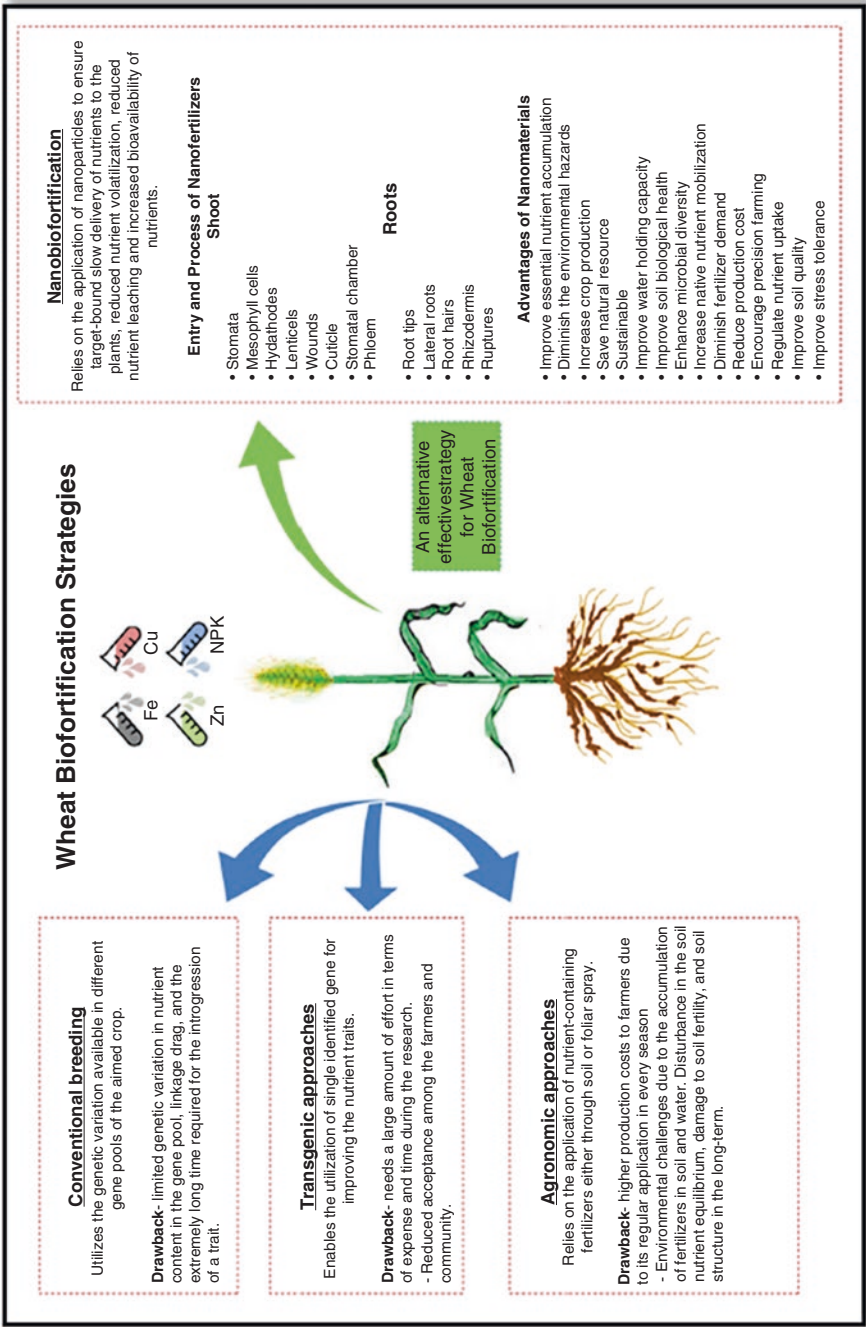 Wheat Biofortification Strategies
Conventional breeding
Utilizes the genetic variation available in different
gene pools of the aimed crop.
Drawback- limited genetic variation in nutrient
content in the gene pool, linkage drag, and the
extremely long time required for the introgression
of a trait.
Transgenic approaches
Enables the utilization of single identified gene for
improving the nutrient traits.
Drawback- needs a large amount of effort in terms
of expense and time during the research.
- Reduced acceptance among the farmers and
community.
Agronomic approaches
Relies on the application of nutrient-containing
fertilizers either through soil or foliar spray.
Drawback- higher production costs to farmers due
to its regular application in every season
- Environmental challenges due to the accumulation
of fertilizers in soil and water. Disturbance in the soil
nutrient equilibrium, damage to soil fertility, and soil
structure in the long-term.
Fe
Cu
Zn
NPK
An alternative
effectivestrategy
for Wheat
Biofortification
Nanobiofortification
Relies on the application of nanoparticles to ensure
target-bound slow delivery of nutrients to the
plants, reduced nutrient volatilization, reduced
nutrient leaching and increased bioavailability of
nutrients.
Entry and Process of Nanofertilizers
Shoot
• Stomata
• Mesophyll cells
• Hydathodes
• Lenticels
• Wounds
• Cuticle
• Stomatal chamber
• Phloem
Roots
• Root tips
• Lateral roots
• Root hairs
• Rhizodermis
• Ruptures
Advantages of Nanomaterials
• Improve essential nutrient accumulation
• Diminish the environmental hazards
• Increase crop production
• Save natural resource
• Sustainable
• Improve water holding capacity
• Improve soil biological health
• Enhance microbial diversity
• Increase native nutrient mobilization
• Diminish fertilizer demand
• Reduce production cost
• Encourage precision farming
• Regulate nutrient uptake
• Improve soil quality
• Improve stress tolerance